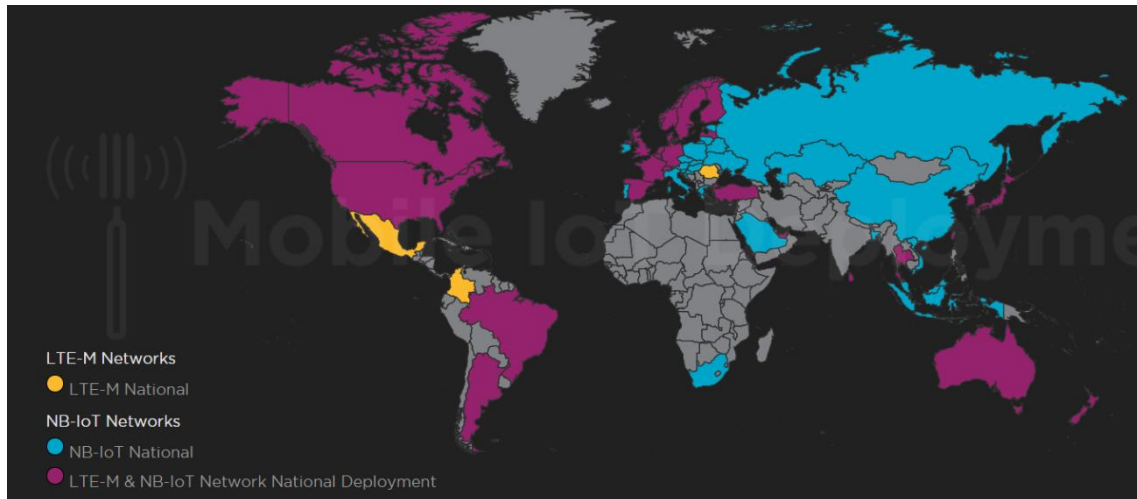 Mobile IoT Deployme
LTE-M Networks
LTE-M National
NB-IoT Networks
NB-IoT National
LTE-M & NB-IoT Network National Deployment